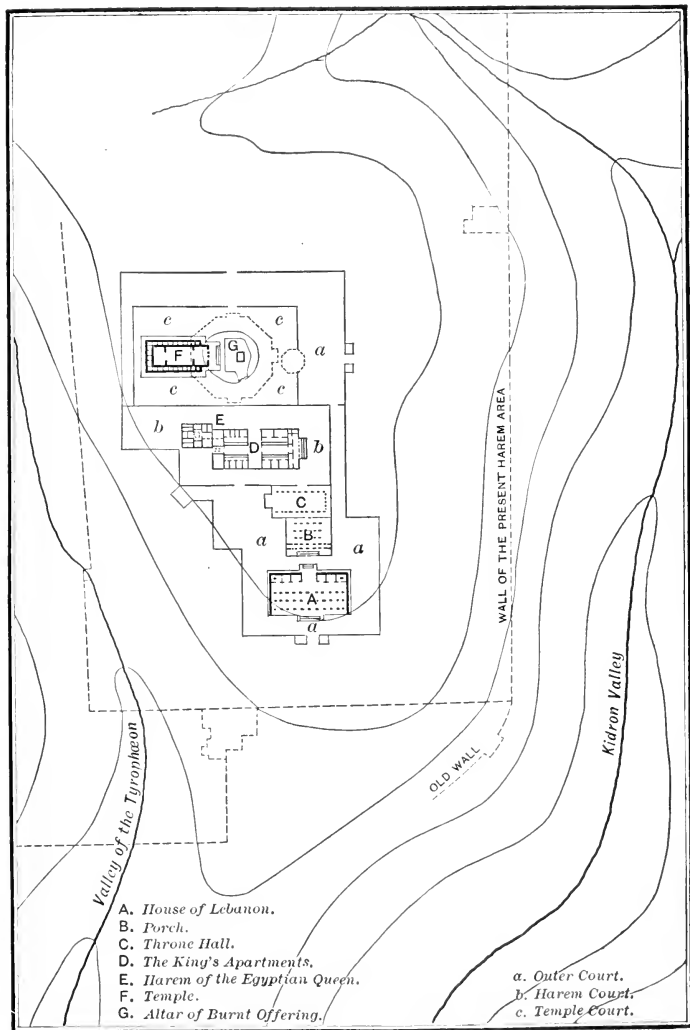 c
c
F
G
a
c
c
b
E
D
b
C
B
a
a
A
a
WALL OF THE PRESENT HAREM AREA
Kidron Valley
OLD WALL
Valley of the Tyrophœon
A. House of Lebanon.
B. Porch.
C. Throne Hall.
D. The King's Apartments.
E. Harem of the Egyptian Queen.
F. Temple.
G. Altar of Burnt Offering.
a. Outer Court.
b. Harem Court.
c. Temple Court.